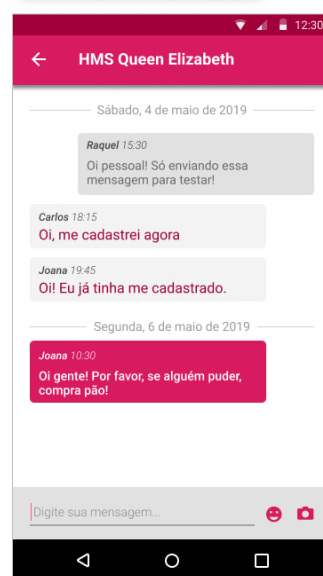 12:30
HMS Queen Elizabeth
Sábado, 4 de maio de 2019
Raquel 15:30
Oi pessoal! Só enviando essa
mensagem para testar!
Carlos 18:15
Oi, me cadastrei agora
Joana 19:45
Oi! Eu já tinha me cadastrado.
Segunda, 6 de maio de 2019
Joana 10:30
Oi gente! Por favor, se alguém puder,
compra pão!
Digite sua mensagem...